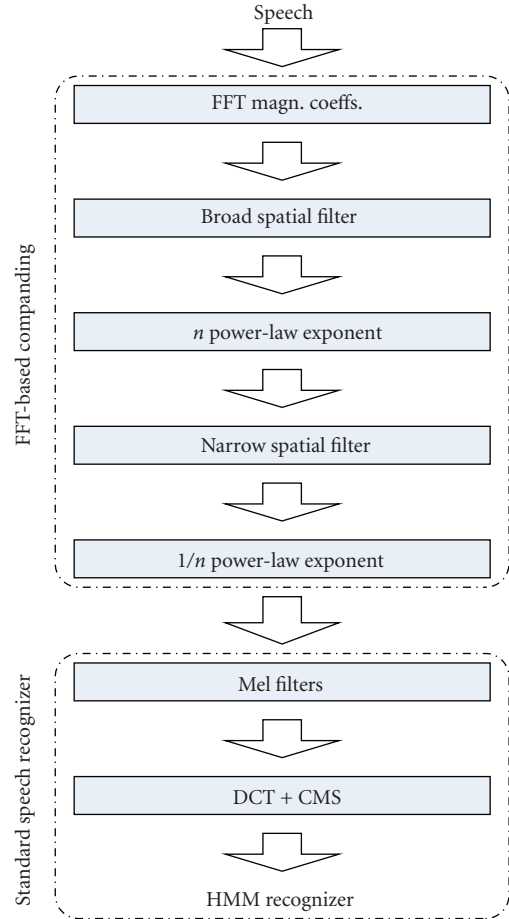 Speech
FFT-based companding
FFT magn. coeffs.
Broad spatial filter
n power-law exponent
Narrow spatial filter
1/n power-law exponent
Standard speech recognizer
Mel filters
DCT + CMS
HMM recognizer